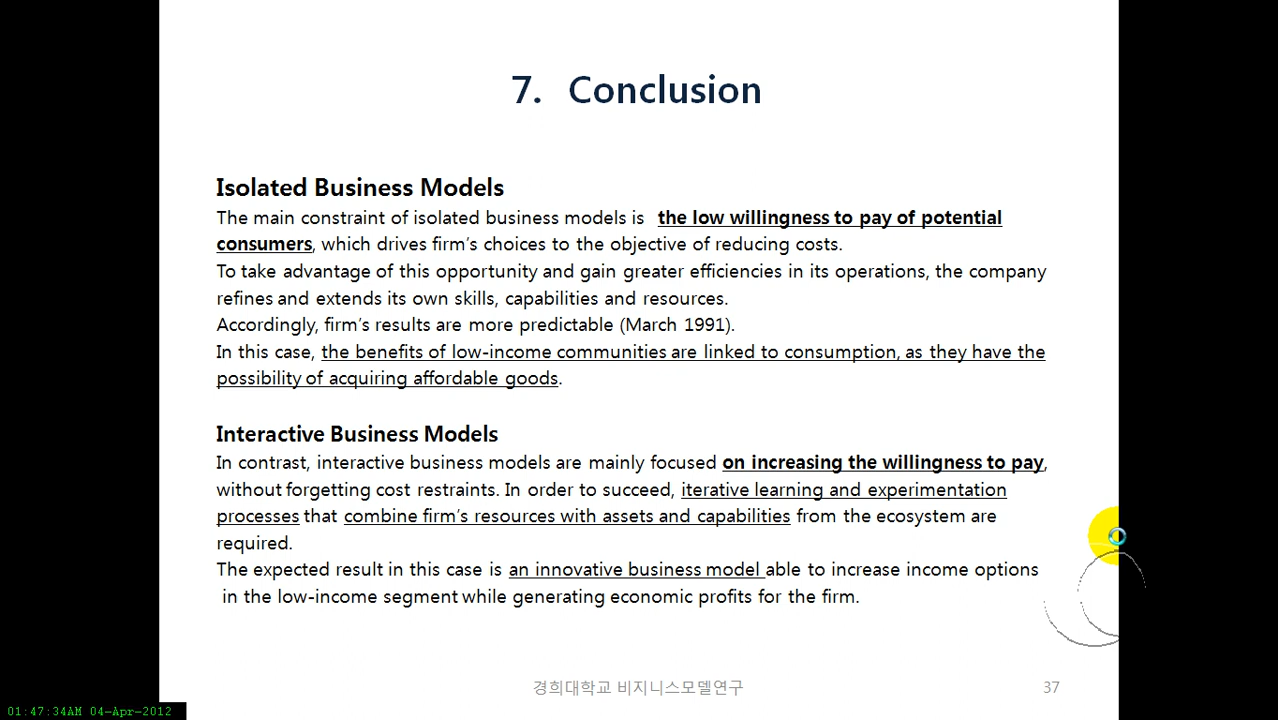 7. Conclusion
Isolated Business Models
The main constraint of isolated business models is the low willingness to pay of potential
consumers, which drives firm's choices to the objective of reducing costs.
To take advantage of this opportunity and gain greater efficiencies in its operations, the company
refines and extends its own skills, capabilities and resources.
Accordingly, firm's results are more predictable (March 1991).
In this case, the benefits of low-income communities are linked to consumption, as they have the
possibility of acquiring affordable goods.
Interactive Business Models
In contrast, interactive business models are mainly focused on increasing the willingness to pay,
without forgetting cost restraints. In order to succeed, iterative learning and experimentation
processes that combine firm's resources with assets and capabilities from the ecosystem are
required.
The expected result in this case is an innovative business model able to increase income options
in the low-income segment while generating economic profits for the firm.
경희대학교 비지니스모델연구
37
01:47:34AM 04-Apr-2012